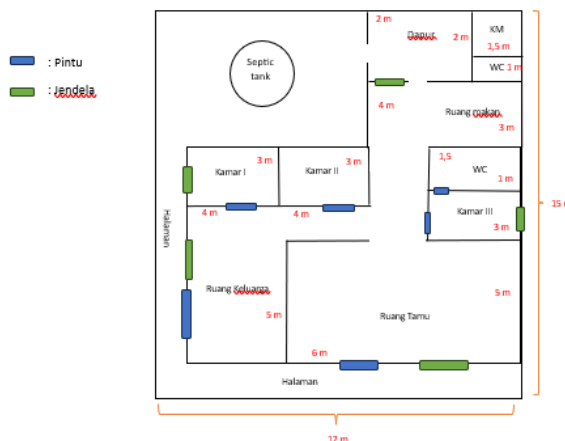 : Pintu
: Jendela
Septic
tank
2 m
Dapur
2 m
KM
1,5 m
WC 1 m
4 m
Ruang makan
3 m
Kamar I
3 m
Kamar II
3 m
1,5
WC
1 m
4 m
4 m
Kamar III
3 m
Halaman
Ruang Keluarga
5 m
5 m
Ruang Tamu
6 m
Halaman
15 m
12 m